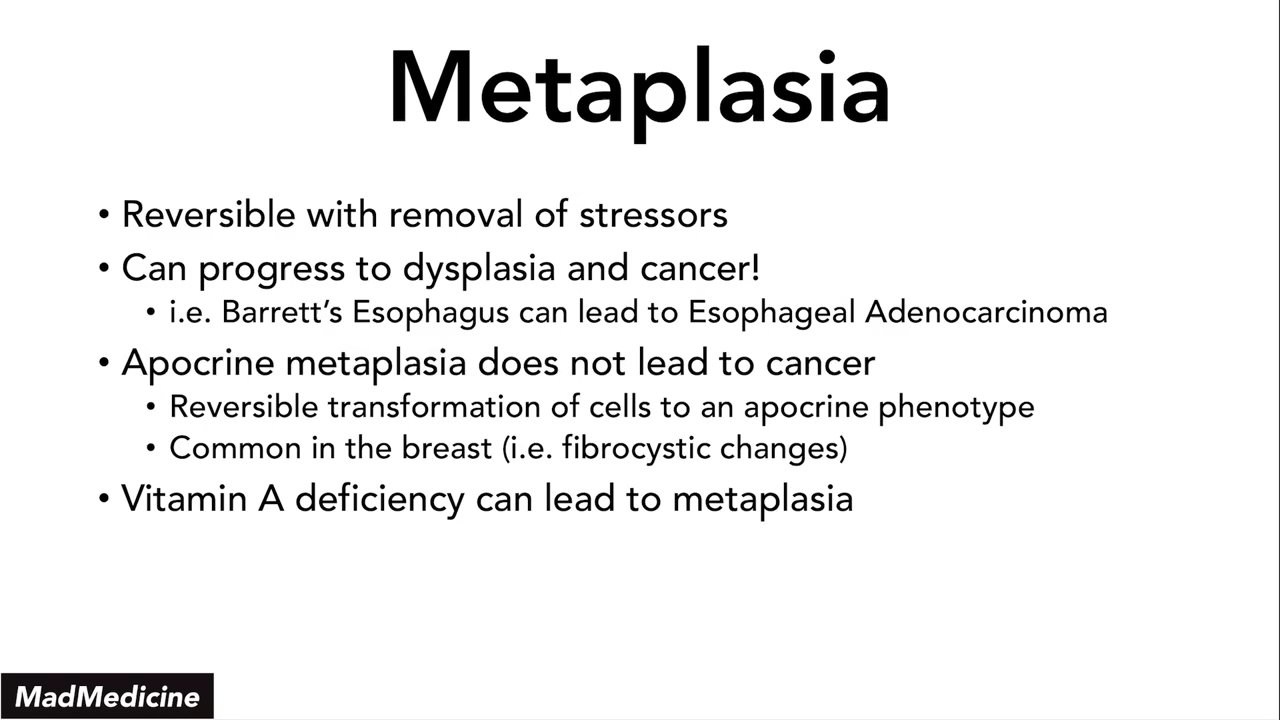 Metaplasia
• Reversible with removal of stressors
• Can progress to dysplasia and cancer!
• i.e. Barrett’s Esophagus can lead to Esophageal Adenocarcinoma
• Apocrine metaplasia does not lead to cancer
• Reversible transformation of cells to an apocrine phenotype
• Common in the breast (i.e. fibrocystic changes)
• Vitamin A deficiency can lead to metaplasia
MadMedicine